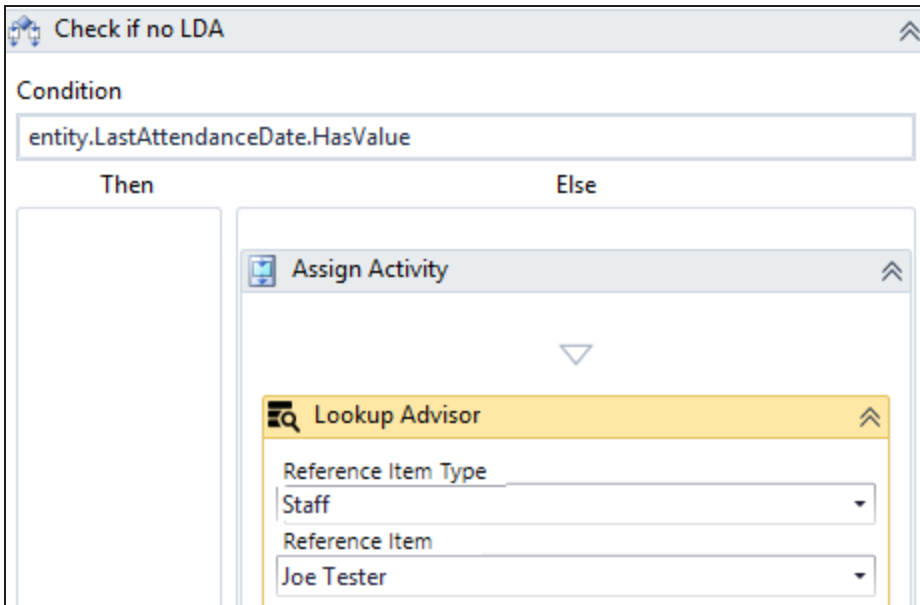 Check if no LDA
Condition
entity.LastAttendanceDate.HasValue
Then Else
Assign Activity
Lookup Advisor
Reference Item Type
Staff
Reference Item
Joe Tester